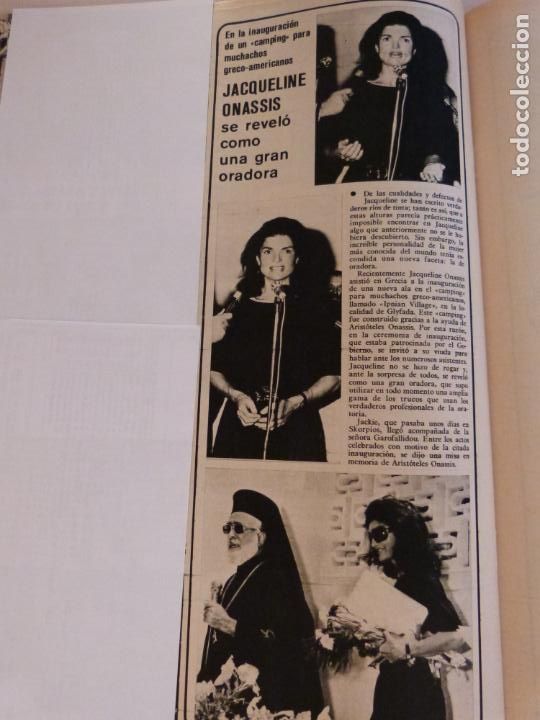 En la inauguración
de un «camping» para
muchachos
greco-americanos
JACQUELINE
ONASSIS
se reveló
como
una gran
oradora
● De las cualidades y defectos de
Jacqueline se han escrito verda-
deros ríos de tinta; tanto es así, que a
estas alturas parecía prácticamente
imposible encontrar en Jacqueline
algo que anteriormente no se le hu-
biera descubierto. Sin embargo, la
increíble personalidad de la mujer
más conocida del mundo tenía es-
condida una nueva faceta: la de
oradora.
Recientemente Jacqueline Onassis
asistió en Grecia a la inauguración
de una nueva ala en el «camping»
para muchachos greco-americanos,
llamado «Ipnian Village», en la lo-
calidad de Glyfada. Este «camping»
fue construido gracias a la ayuda de
Aristóteles Onassis. Por esta razón,
en la ceremonia de inauguración,
que estaba patrocinada por el Go-
bierno, se invitó a su viuda para
hablar ante los numerosos asistentes.
Jacqueline no se hizo de rogar y,
ante la sorpresa de todos, se reveló
como una gran oradora, que supo
utilizar en todo momento una amplia
gama de los trucos que usan los
verdaderos profesionales de la ora-
toria.
Jackie, que pasaba unos días en
Skorpios, llegó acompañada de la
señora Garofallidou. Entre los actos
celebrados con motivo de la citada
inauguración, se dijo una misa en
memoria de Aristóteles Onassis.
todocoleccion.net